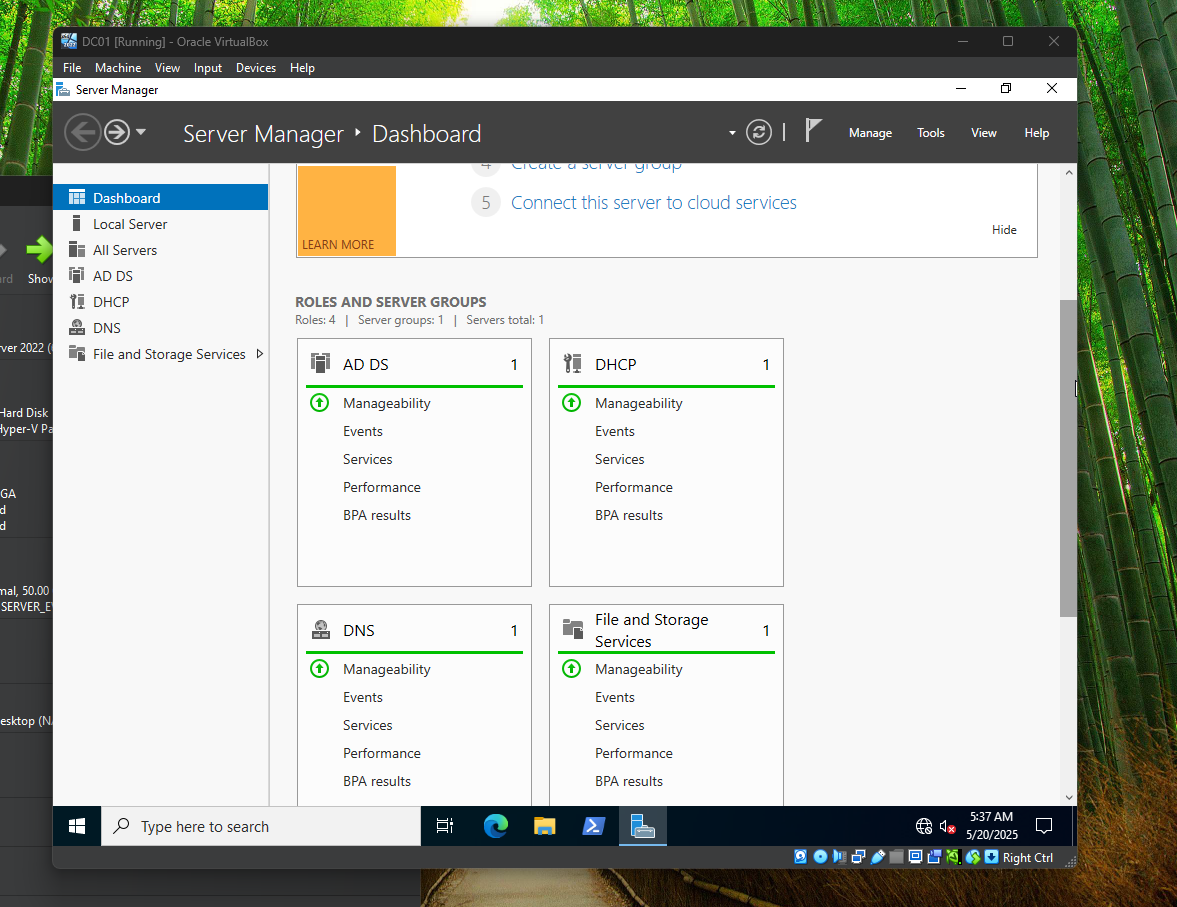 DC01 [Running] - Oracle VirtualBox
File Machine View Input Devices Help
Server Manager
Server Manager Dashboard
Manage Tools View Help
Dashboard
Local Server
All Servers
AD DS
DHCP
DNS
File and Storage Services
4 Create a server group
5 Connect this server to cloud services
LEARN MORE
Hide
ROLES AND SERVER GROUPS
Roles: 4 | Server groups: 1 | Servers total: 1
AD DS 1
Manageability
Events
Services
Performance
BPA results
DHCP 1
Manageability
Events
Services
Performance
BPA results
DNS 1
Manageability
Events
Services
Performance
BPA results
File and Storage
Services 1
Manageability
Events
Services
Performance
BPA results
Type here to search
5:37 AM
5/20/2025
Right Ctrl
rd Show
ver 2022 (
Hard Disk
Hyper-V Pa
GA
d
d
mal, 50.00
SERVER_E
esktop (N